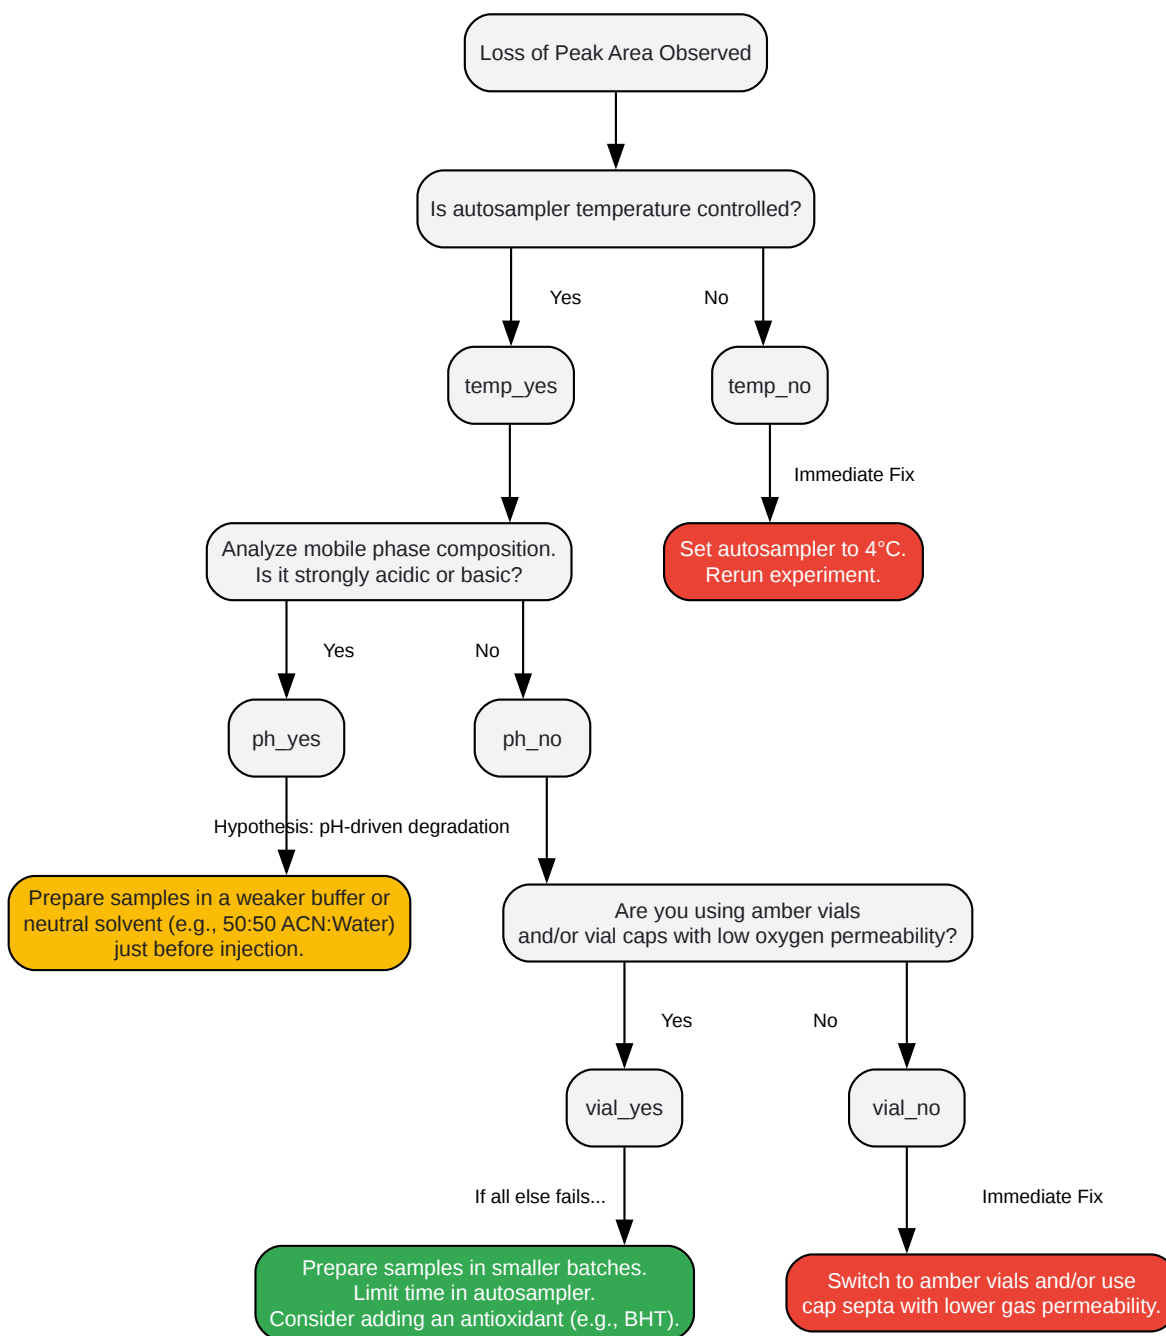 Loss of Peak Area Observed
Is autosampler temperature controlled?
Yes
No
temp_yes
temp_no
Immediate Fix
Analyze mobile phase composition.
Is it strongly acidic or basic?
Set autosampler to 4°C.
Rerun experiment.
Yes
No
ph_yes
ph_no
Hypothesis: pH-driven degradation
Prepare samples in a weaker buffer or
neutral solvent (e.g., 50:50 ACN:Water)
just before injection.
Are you using amber vials
and/or vial caps with low oxygen permeability?
Yes
No
vial_yes
vial_no
If all else fails...
Immediate Fix
Prepare samples in smaller batches.
Limit time in autosampler.
Consider adding an antioxidant (e.g., BHT).
Switch to amber vials and/or use
cap septa with lower gas permeability.